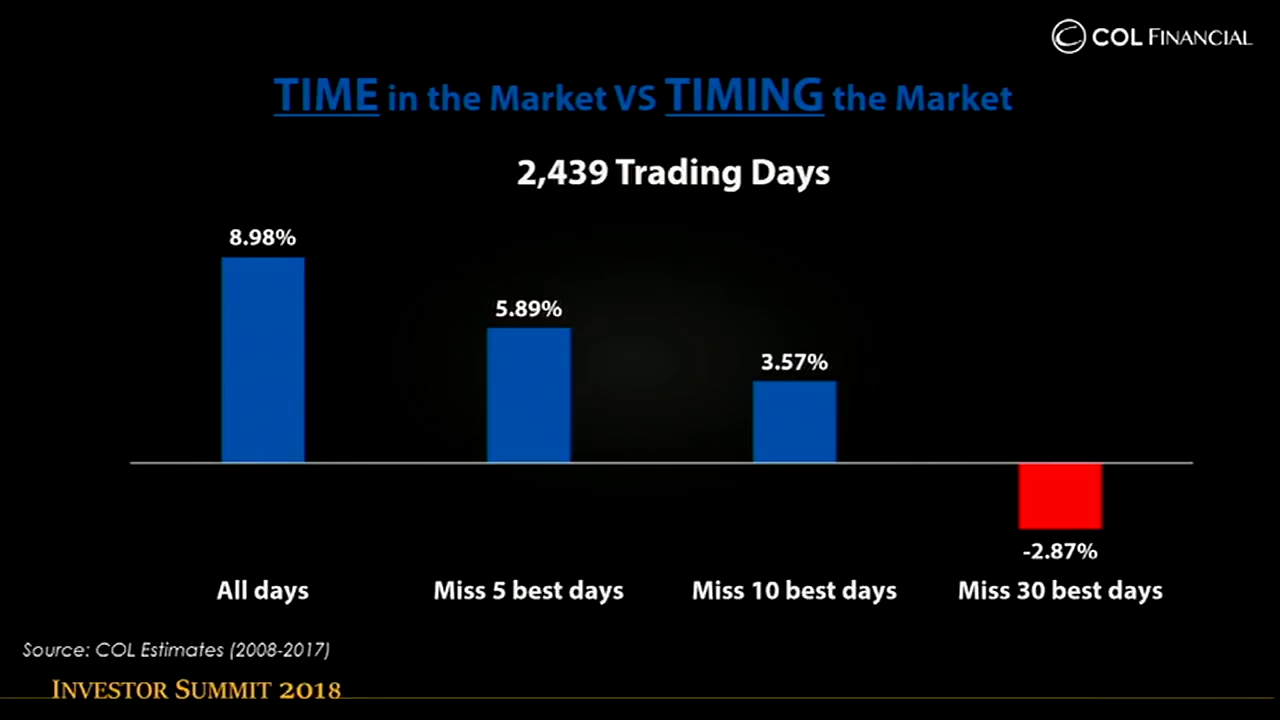 COL FINANCIAL
TIME in the Market VS TIMING the Market
2,439 Trading Days
8.98%
5.89%
3.57%
-2.87%
All days
Miss 5 best days
Miss 10 best days
Miss 30 best days
Source: COL Estimates (2008-2017)
INVESTOR SUMMIT 2018